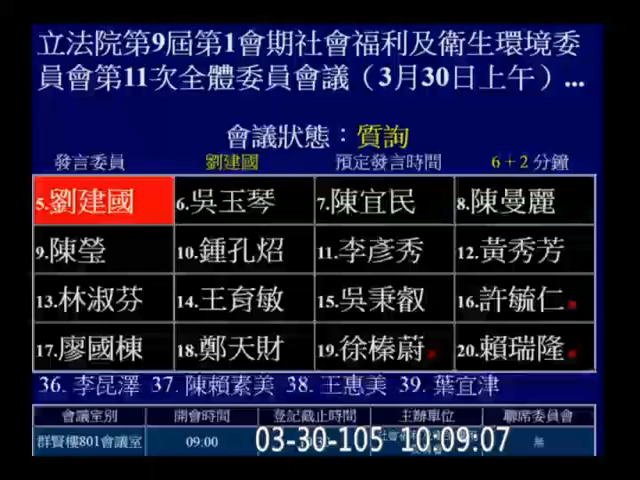 立法院第9屆第1會期社會福利及衛生環境委
員會第11次全體委員會議（3月30日上午）...
會議狀態：質詢
發言委員 劉建國 預定發言時間 6+2 分鐘
5.劉建國 6.吳玉琴 7.陳宜民 8.陳曼麗
9.陳瑩 10.鍾孔炤 11.李彥秀 12.黃秀芳
13.林淑芬 14.王育敏 15.吳秉叡 16.許毓仁
17.廖國棟 18.鄭天財 19.徐榛蔚 20.賴瑞隆
36. 李昆澤 37. 陳賴素美 38. 王惠美 39. 葉宜津
會議室別 開會時間 登記截止時間 主辦單位 聯席委員會
群賢樓801會議室 09:00 無
03-30-105 10:09:07